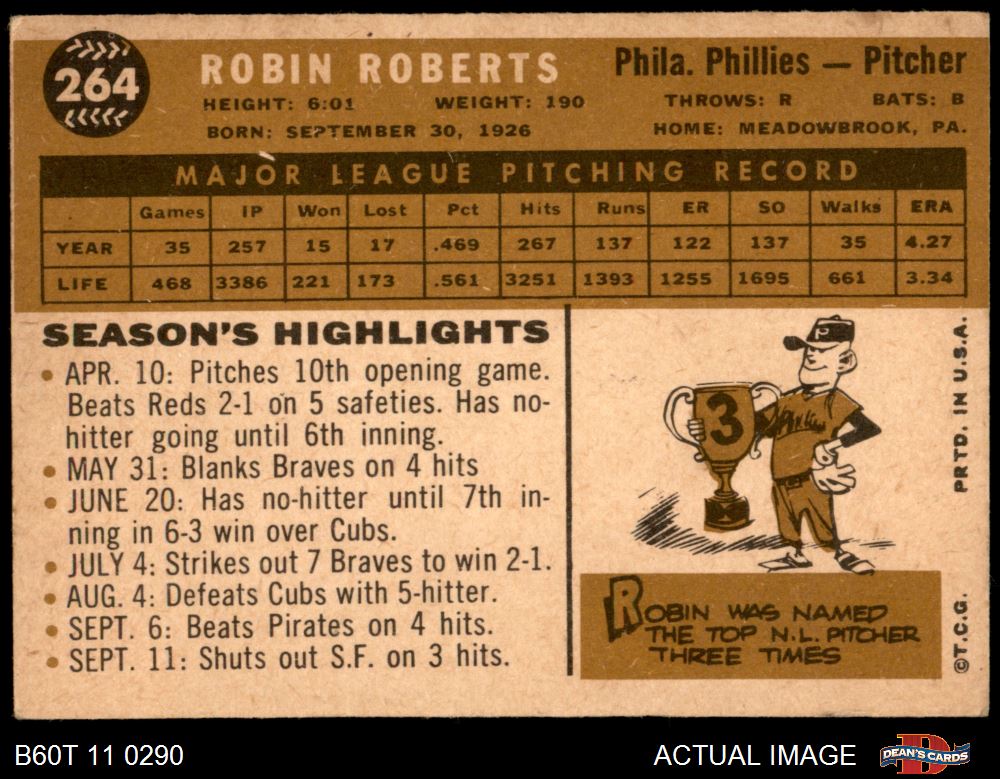 264
ROBIN ROBERTS
Phila. Phillies — Pitcher
HEIGHT: 6:01 WEIGHT: 190 THROWS: R BATS: B
BORN: SEPTEMBER 30, 1926 HOME: MEADOWBROOK, PA.
MAJOR LEAGUE PITCHING RECORD
Games IP Won Lost Pct Hits Runs ER SO Walks ERA
YEAR 35 257 15 17 .469 267 137 122 137 35 4.27
LIFE 468 3386 221 173 .561 3251 1393 1255 1695 661 3.34
SEASON'S HIGHLIGHTS
• APR. 10: Pitches 10th opening game.
Beats Reds 2-1 on 5 safeties. Has no-
hitter going until 6th inning.
• MAY 31: Blanks Braves on 4 hits
• JUNE 20: Has no-hitter until 7th in-
ning in 6-3 win over Cubs.
• JULY 4: Strikes out 7 Braves to win 2-1.
• AUG. 4: Defeats Cubs with 5-hitter.
• SEPT. 6: Beats Pirates on 4 hits.
• SEPT. 11: Shuts out S.F. on 3 hits.
P
3
ROBIN WAS NAMED
THE TOP N.L. PITCHER
THREE TIMES
©T.C.G. PRTD. IN U.S.A.
B60T 11 0290
ACTUAL IMAGE
D
DEAN'S CARDS